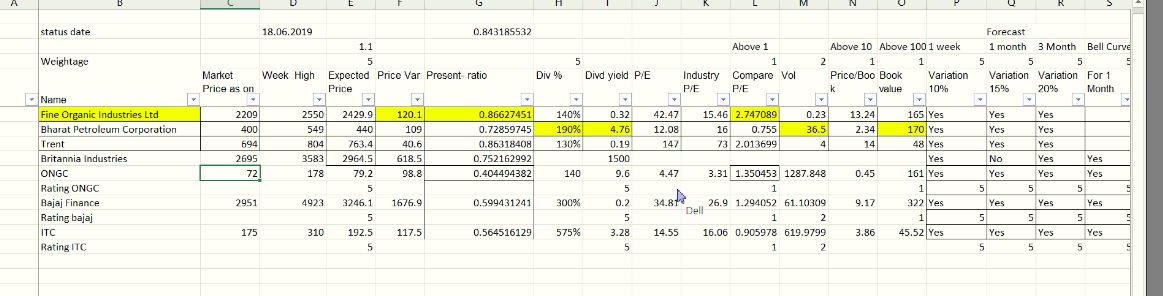 A B C D E F G H I J K L M N O P Q R S
status date 18.06.2019 0.843185532 Forecast
1.1 Above 1 Above 10 Above 100 1 week 1 month 3 Month Bell Curve
Weightage 5 5 1 2 1 1 5 5 5 5
Market Week High Expected Price Var Present- ratio Div % Divd yield P/E Industry Compare Vol Price/Boo Book Variation Variation Variation For 1
Price as on Price P/E P/E k value 10% 15% 20% Month
Name
Fine Organic Industries Ltd 2209 2550 2429.9 120.1 0.86627451 140% 0.32 42.47 15.46 2.747089 0.23 13.24 165 Yes Yes Yes
Bharat Petroleum Corporation 400 549 440 109 0.72859745 190% 4.76 12.08 16 0.755 36.5 2.34 170 Yes Yes Yes
Trent 694 804 763.4 40.6 0.86318408 130% 0.19 147 73 2.013699 4 14 48 Yes Yes Yes
Britannia Industries 2695 3583 2964.5 618.5 0.752162992 1500 Yes No Yes Yes
ONGC 72 178 79.2 98.8 0.404494382 140 9.6 4.47 3.31 1.350453 1287.848 0.45 161 Yes Yes Yes Yes
Rating ONGC 5 5 1 1 5 5 5 5
Bajaj Finance 2951 4923 3246.1 1676.9 0.599431241 300% 0.2 34.81 26.9 1.294052 61.10309 9.17 322 Yes Yes Yes Yes
Dell
Rating bajaj 5 5 1 2 1 5 5 5 5
ITC 175 310 192.5 117.5 0.564516129 575% 3.28 14.55 16.06 0.905978 619.9799 3.86 45.52 Yes Yes Yes Yes
Rating ITC 5 5 1 2 5 5 5 5